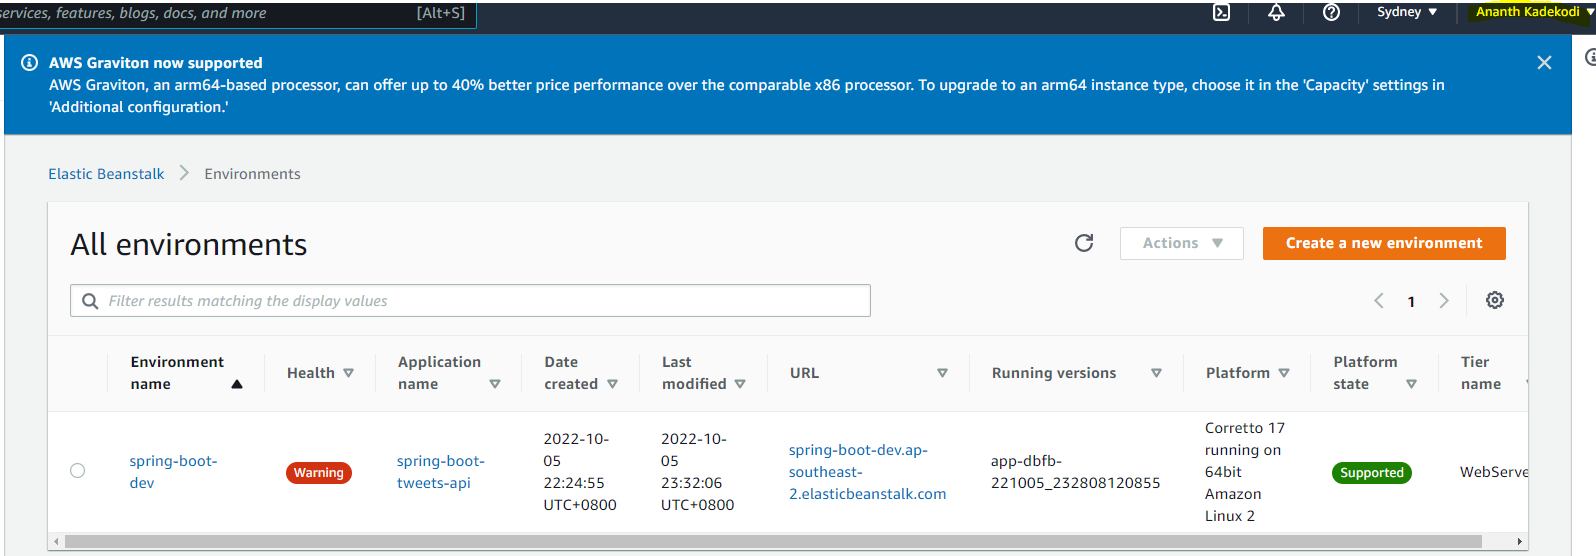 services, features, blogs, docs, and more [Alt+S] Sydney Ananth Kadekodi
AWS Graviton now supported
AWS Graviton, an arm64-based processor, can offer up to 40% better price performance over the comparable x86 processor. To upgrade to an arm64 instance type, choose it in the 'Capacity' settings in
'Additional configuration.'
Elastic Beanstalk > Environments
All environments
Actions
Create a new environment
Filter results matching the display values
1
Environment
name
Health
Application
name
Date
created
Last
modified
URL
Running versions
Platform
Platform
state
Tier
name
spring-boot-
dev
Warning
spring-boot-
tweets-api
2022-10-
05
22:24:55
UTC+0800
2022-10-
05
23:32:06
UTC+0800
spring-boot-dev.ap-
southeast-
2.elasticbeanstalk.com
app-dbfb-
221005_232808120855
Corretto 17
running on
64bit
Amazon
Linux 2
Supported
WebServe